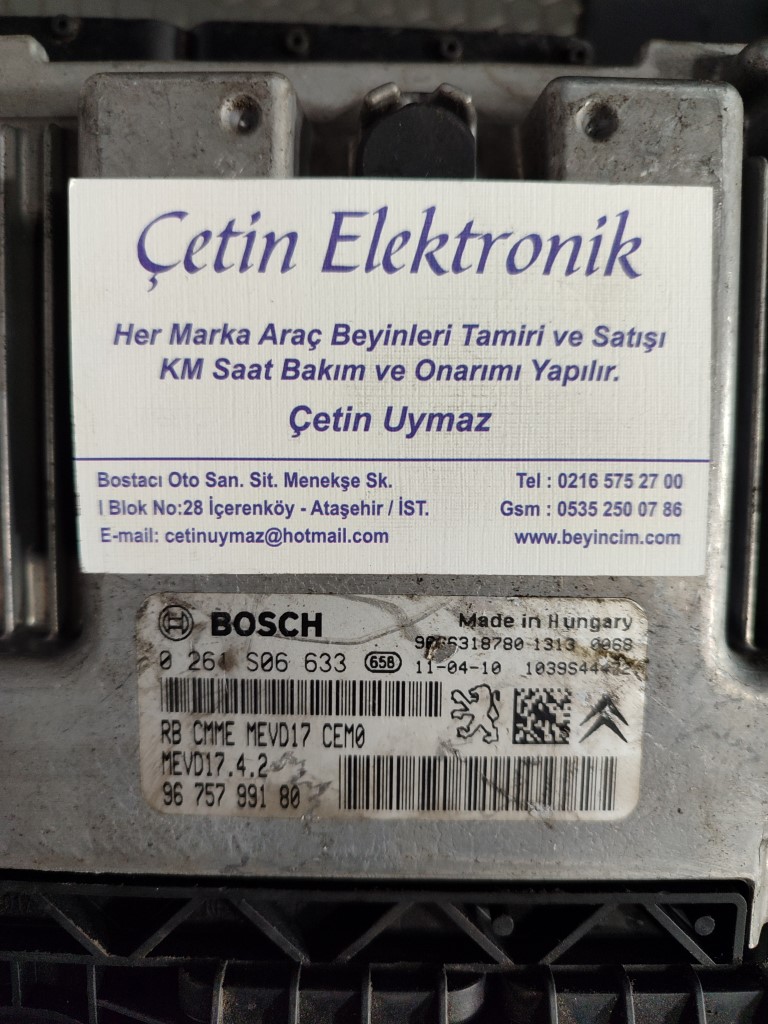 Çetin Elektronik
Her Marka Araç Beyinleri Tamiri ve Satışı
KM Saat Bakım ve Onarımı Yapılır.
Çetin Uymaz
Bostacı Oto San. Sit. Menekşe Sk.
I Blok No:28 İçerenköy - Ataşehir / İST.
E-mail: cetinuymaz@hotmail.com
Tel : 0216 575 27 00
Gsm : 0535 250 07 86
www.beyincim.com
BOSCH
Made in Hungary
1313 0068
0 261 S06 633 658
11-04-10
RB CMME MEVD17 CEM0
MEVD17.4.2
96 757 991 80